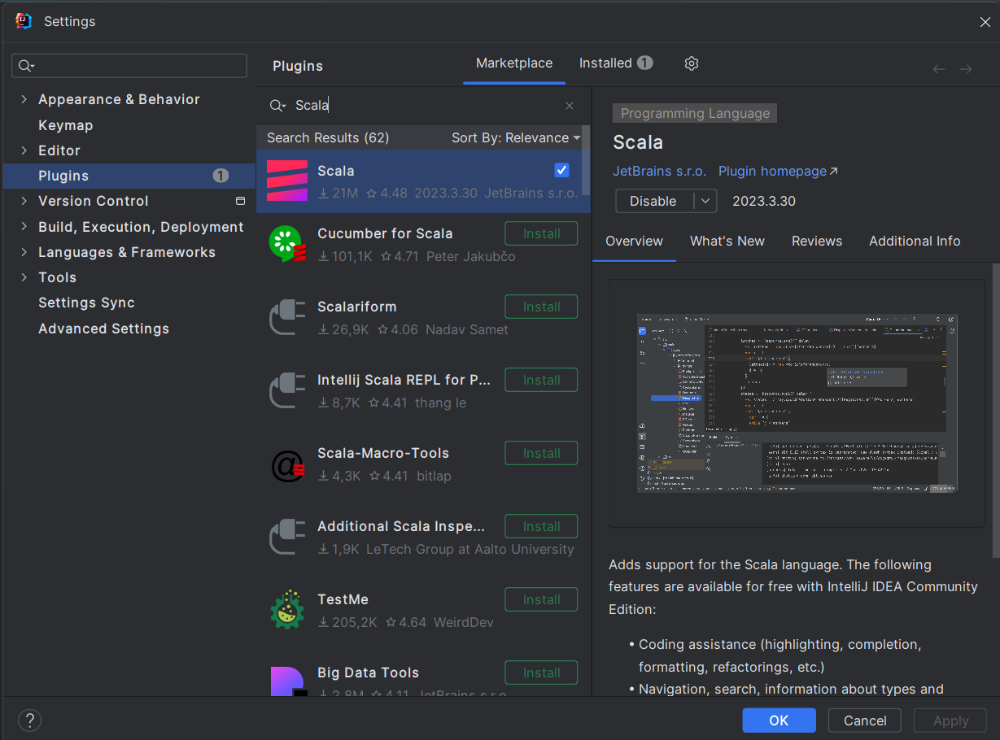 Settings
Plugins
Marketplace
Installed 1
Appearance & Behavior
Keymap
Editor
Plugins 1
Version Control
Build, Execution, Deployment
Languages & Frameworks
Tools
Settings Sync
Advanced Settings
Scala
Search Results (62) Sort By: Relevance
Scala
21M 4.48 2023.3.30 JetBrains s.r.o.
Cucumber for Scala Install
101,1K 4.71 Peter Jakubčo
Scalariform Install
26,9K 4.06 Nadav Samet
Intellij Scala REPL for P... Install
8,7K 4.41 thang le
Scala-Macro-Tools Install
4,3K 4.41 bitlap
Additional Scala Inspe... Install
1,9K LeTech Group at Aalto University
TestMe Install
205,2K 4.64 WeirdDev
Big Data Tools Install
2,8M 4.11 JetBrains s.r.o.
Programming Language
Scala
JetBrains s.r.o. Plugin homepage
Disable 2023.3.30
Overview What's New Reviews Additional Info
Adds support for the Scala language. The following
features are available for free with IntelliJ IDEA Community
Edition:
• Coding assistance (highlighting, completion,
formatting, refactorings, etc.)
• Navigation, search, information about types and
? OK Cancel Apply